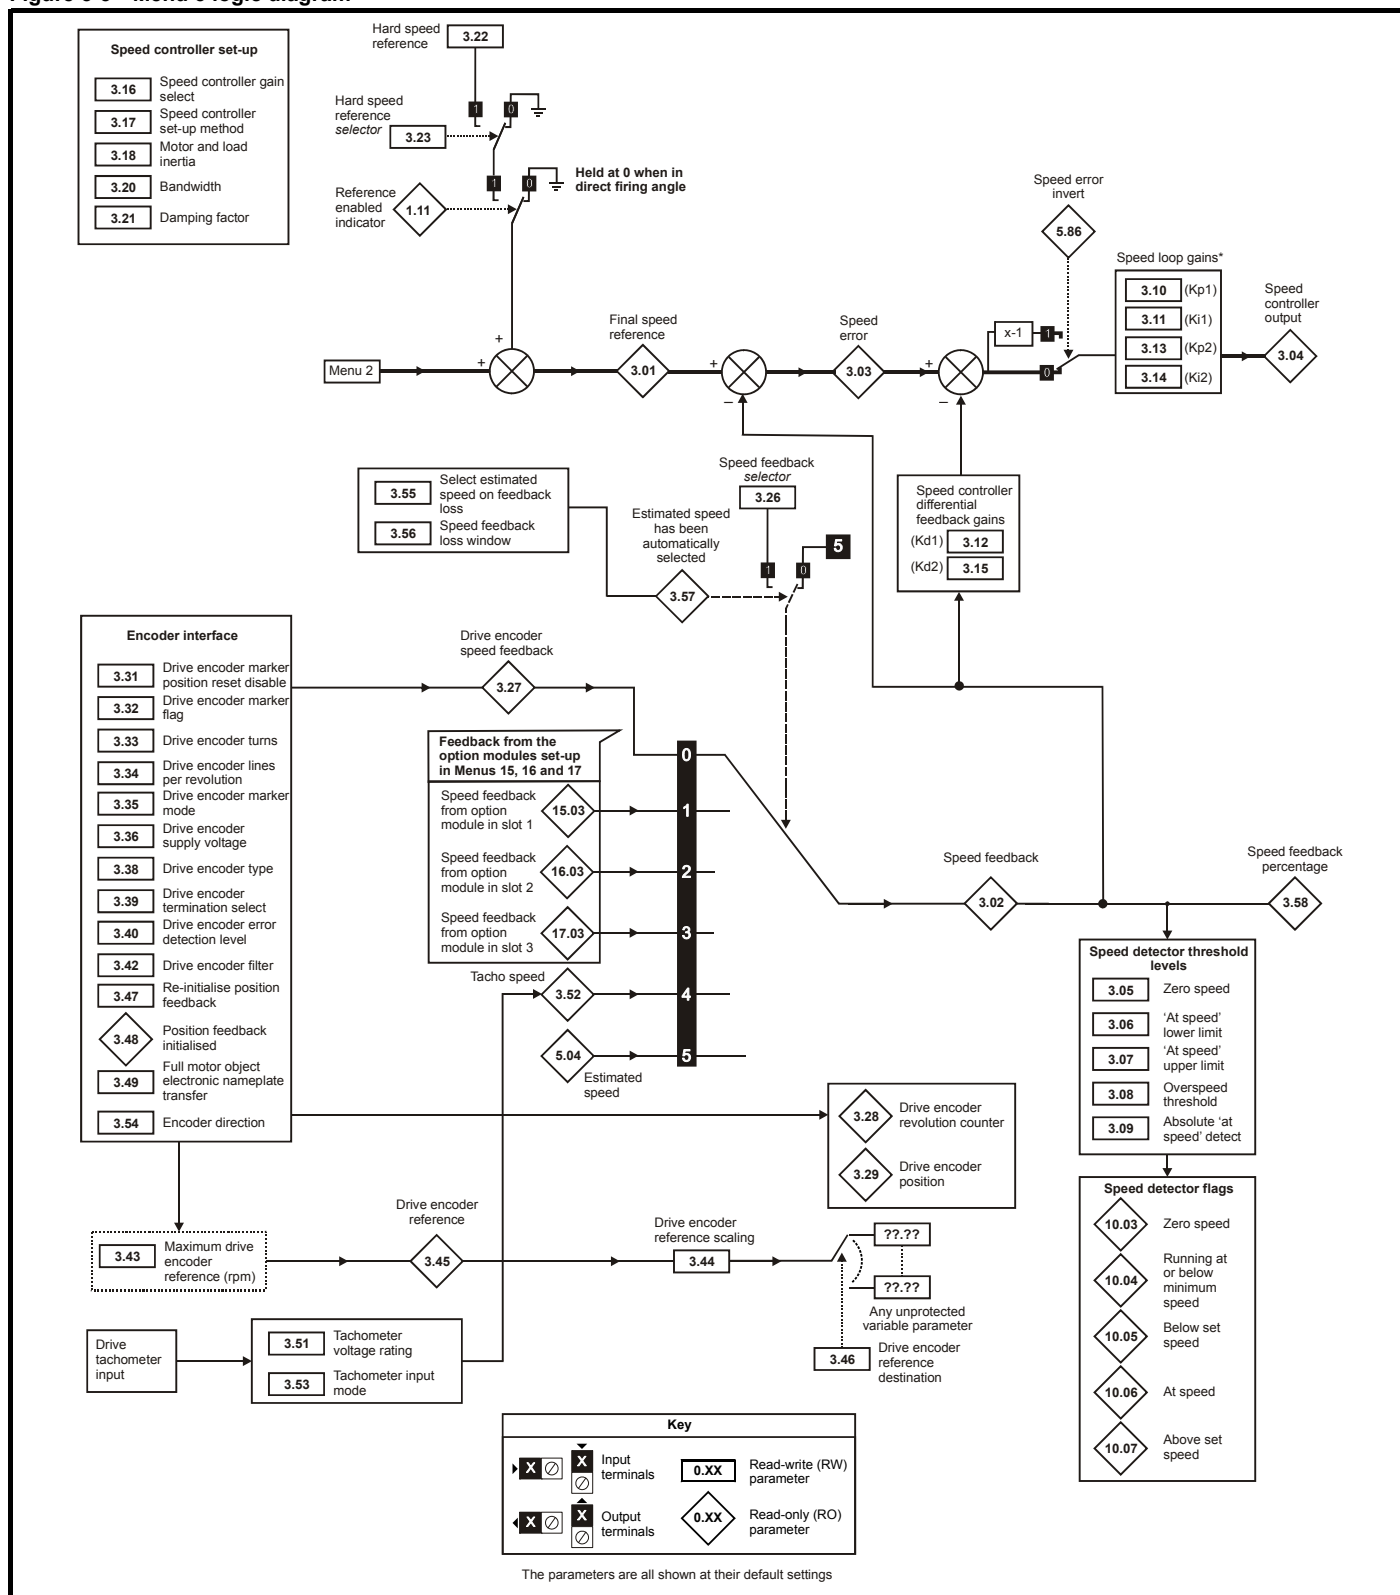 Speed controller set-up
3.16
Speed controller gain
select
3.17
Speed controller
set-up method
3.18
Motor and load
inertia
3.20
Bandwidth
3.21
Damping factor
Hard speed
reference
3.22
1
0
Hard speed
reference
selector
3.23
1
0
Held at 0 when in
direct firing angle
Reference
enabled
indicator
1.11
Speed error
invert
5.86
Menu 2
+
+
Final speed
reference
3.01
+
–
Speed
error
3.03
+
–
x-1
1
0
Speed loop gains*
3.10
(Kp1)
3.11
(Ki1)
3.13
(Kp2)
3.14
(Ki2)
Speed
controller
output
3.04
3.55
Select estimated
speed on feedback
loss
3.56
Speed feedback
loss window
Estimated speed
has been
automatically
selected
3.57
Speed feedback
selector
3.26
1
0
5
Speed controller
differential
feedback gains
(Kd1)
3.12
(Kd2)
3.15
Encoder interface
3.31
Drive encoder marker
position reset disable
3.32
Drive encoder marker
flag
3.33
Drive encoder turns
3.34
Drive encoder lines
per revolution
3.35
Drive encoder marker
mode
3.36
Drive encoder
supply voltage
3.38
Drive encoder type
3.39
Drive encoder
termination select
3.40
Drive encoder error
detection level
3.42
Drive encoder filter
3.47
Re-initialise position
feedback
3.48
Position feedback
initialised
3.49
Full motor object
electronic nameplate
transfer
3.54
Encoder direction
Drive encoder
speed feedback
3.27
Feedback from the
option modules set-up
in Menus 15, 16 and 17
Speed feedback
from option
module in slot 1
15.03
Speed feedback
from option
module in slot 2
16.03
Speed feedback
from option
module in slot 3
17.03
Tacho speed
3.52
5.04
Estimated
speed
0
1
2
3
4
5
Speed feedback
3.02
Speed feedback
percentage
3.58
Speed detector threshold
levels
3.05
Zero speed
3.06
‘At speed’
lower limit
3.07
‘At speed’
upper limit
3.08
Overspeed
threshold
3.09
Absolute ‘at
speed’ detect
Speed detector flags
10.03
Zero speed
10.04
Running at
or below
minimum
speed
10.05
Below set
speed
10.06
At speed
10.07
Above set
speed
3.28
Drive encoder
revolution counter
3.29
Drive encoder
position
3.43
Maximum drive
encoder
reference (rpm)
Drive encoder
reference
3.45
Drive encoder
reference scaling
3.44
??.??
??.??
Any unprotected
variable parameter
3.46
Drive encoder
reference
destination
Drive
tachometer
input
3.51
Tachometer
voltage rating
3.53
Tachometer input
mode
Key
X
X
Input
terminals
0.XX
Read-write (RW)
parameter
X
X
Output
terminals
0.XX
Read-only (RO)
parameter
The parameters are all shown at their default settings